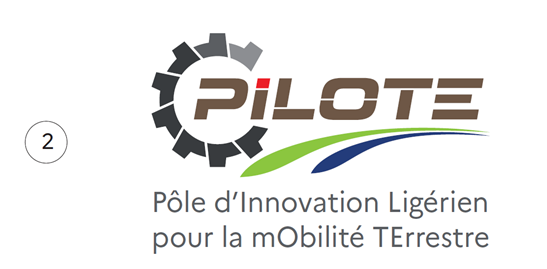 2
PiLOTE
Pôle d'Innovation Ligérien
pour la mObilité TErrestre